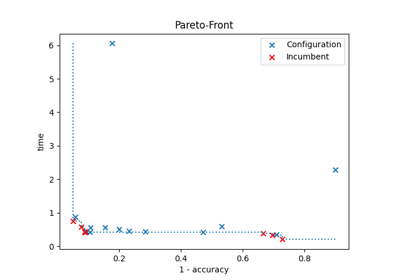 Pareto-Front
Configuration
Incumbent
6
5
4
3
2
1
0
time
0.2
0.4
0.6
0.8
1 - accuracy